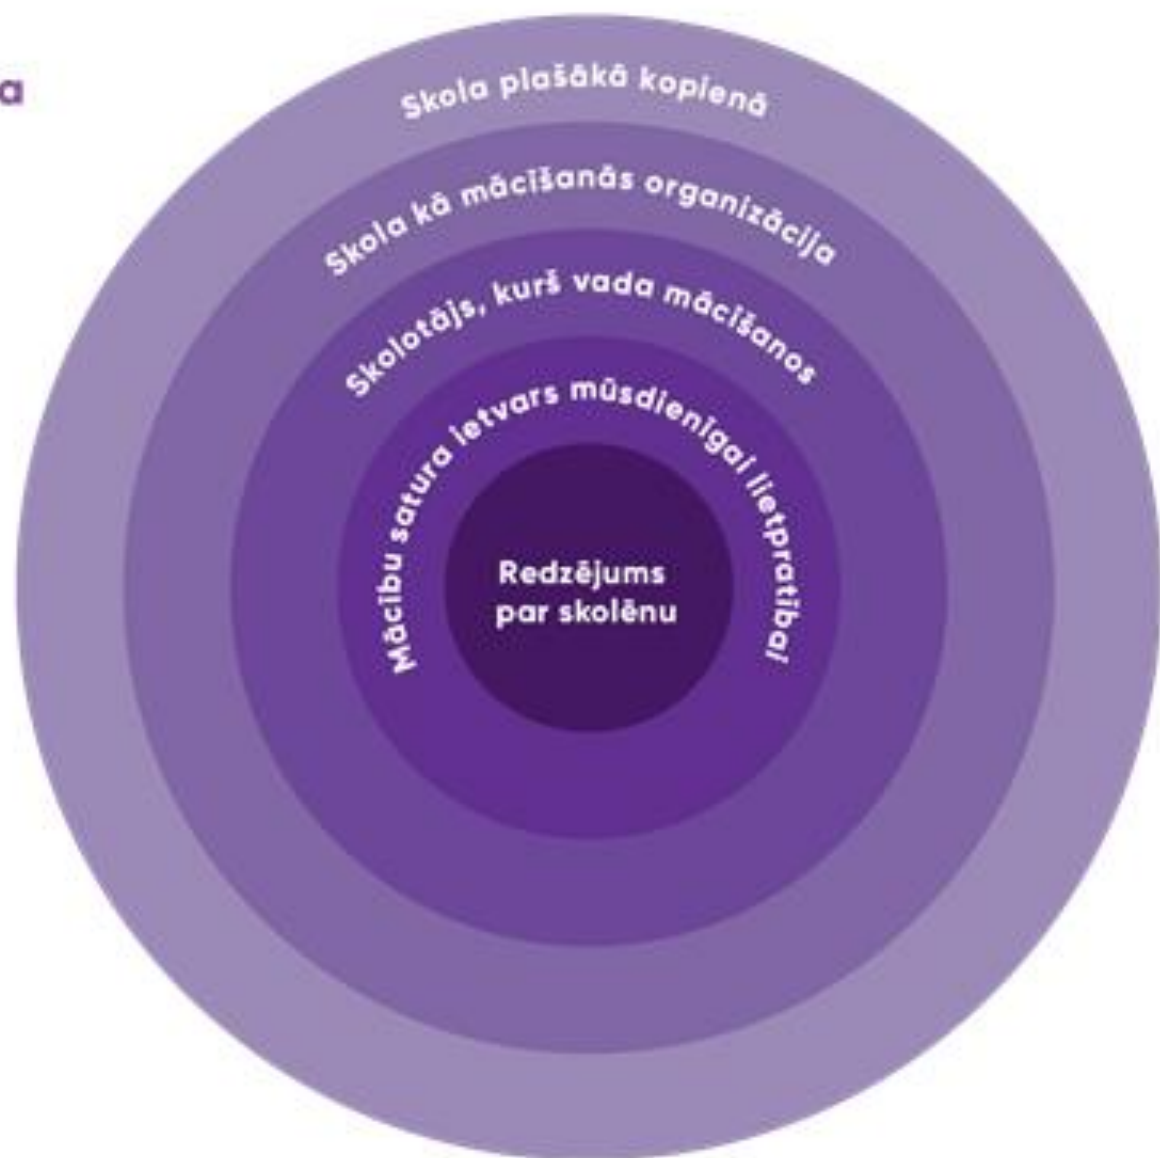 a
Skola plašākā kopienā
Skola kā mācīšanās organizācija
Skolotājs, kurš vada mācīšanos
Mācību satura ietvars mūsdienīgai lietpratībai
Redzējums
par skolēnu